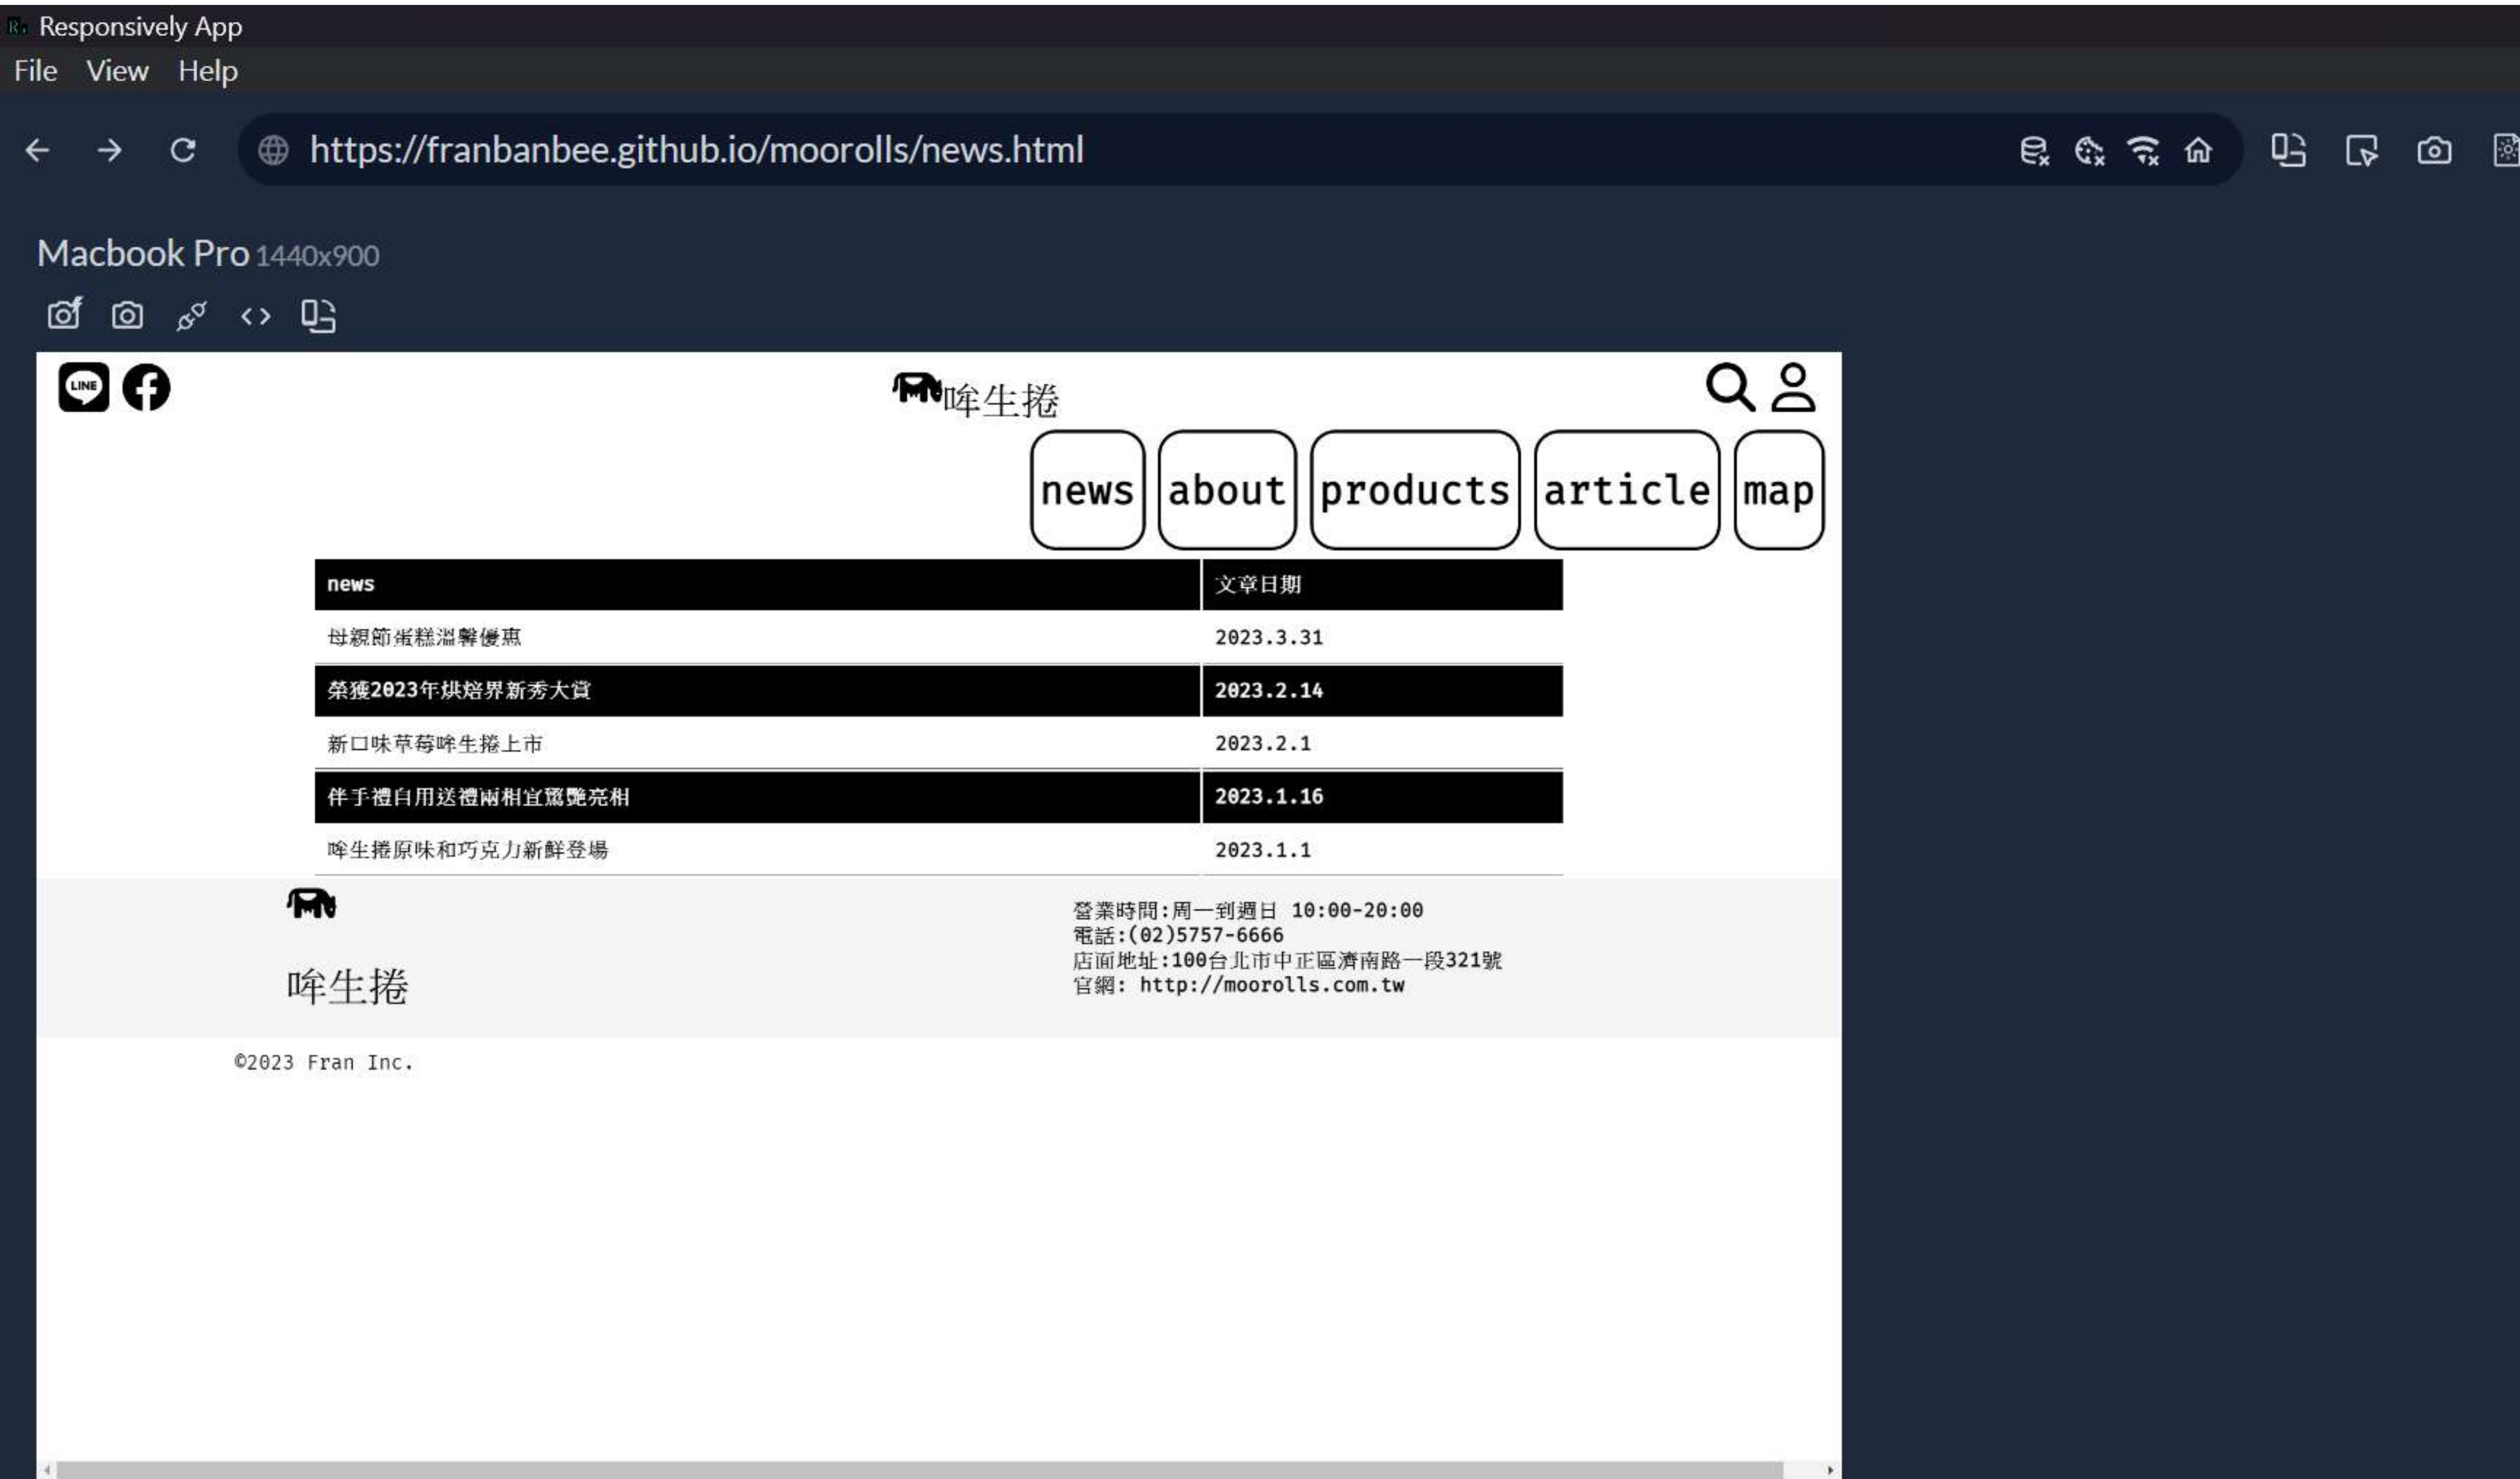 Responsively App
File View Help
https://franbanbee.github.io/moorolls/news.html
Macbook Pro 1440x900
LINE
哞生捲
news about products article map
news 文章日期
母親節蛋糕溫馨優惠 2023.3.31
榮獲2023年烘焙界新秀大賞 2023.2.14
新口味草莓哞生捲上市 2023.2.1
伴手禮自用送禮兩相宜驚艷亮相 2023.1.16
哞生捲原味和巧克力新鮮登場 2023.1.1
哞生捲
營業時間:周一到週日 10:00-20:00
電話:(02)5757-6666
店面地址:100台北市中正區濟南路一段321號
官網: http://moorolls.com.tw
©2023 Fran Inc.